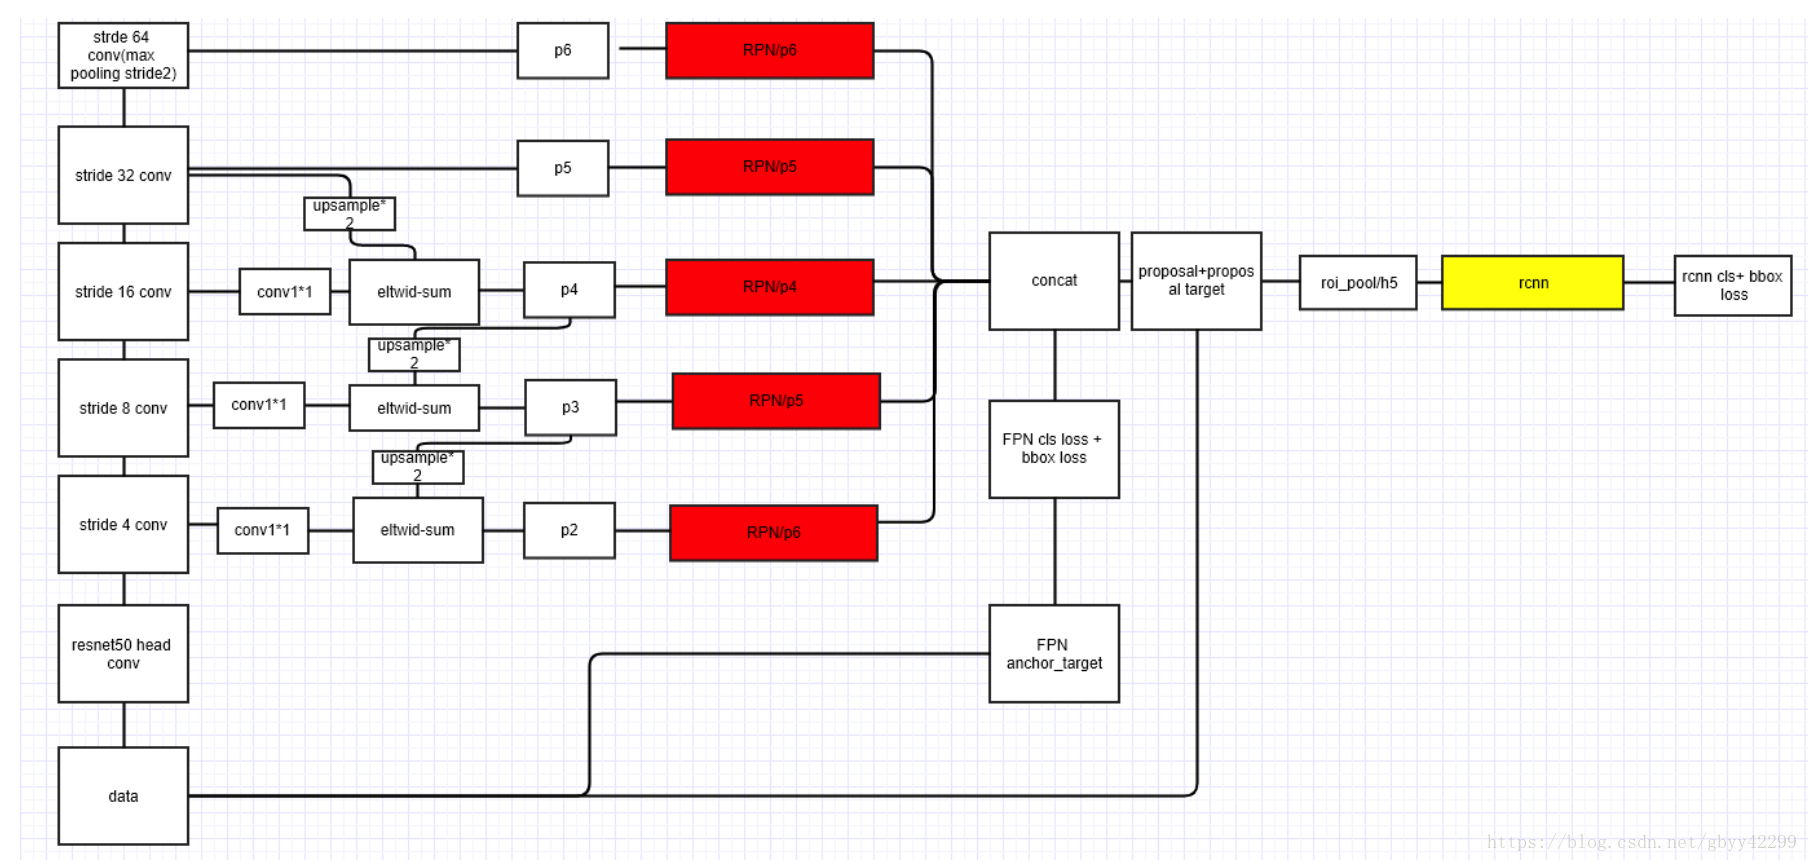 strde 64
conv(max
pooling stride2)
p6
RPN/p6
stride 32 conv
p5
RPN/p5
upsample*
2
stride 16 conv
conv1*1
eltwid-sum
p4
RPN/p4
concat
proposal+propos
al target
roi_pool/h5
rcnn
rcnn cls+ bbox
loss
upsample*
2
stride 8 conv
conv1*1
eltwid-sum
p3
RPN/p5
FPN cls loss +
bbox loss
upsample*
2
stride 4 conv
conv1*1
eltwid-sum
p2
RPN/p6
resnet50 head
conv
FPN
anchor_target
data
https://blog.csdn.net/gbyy42299